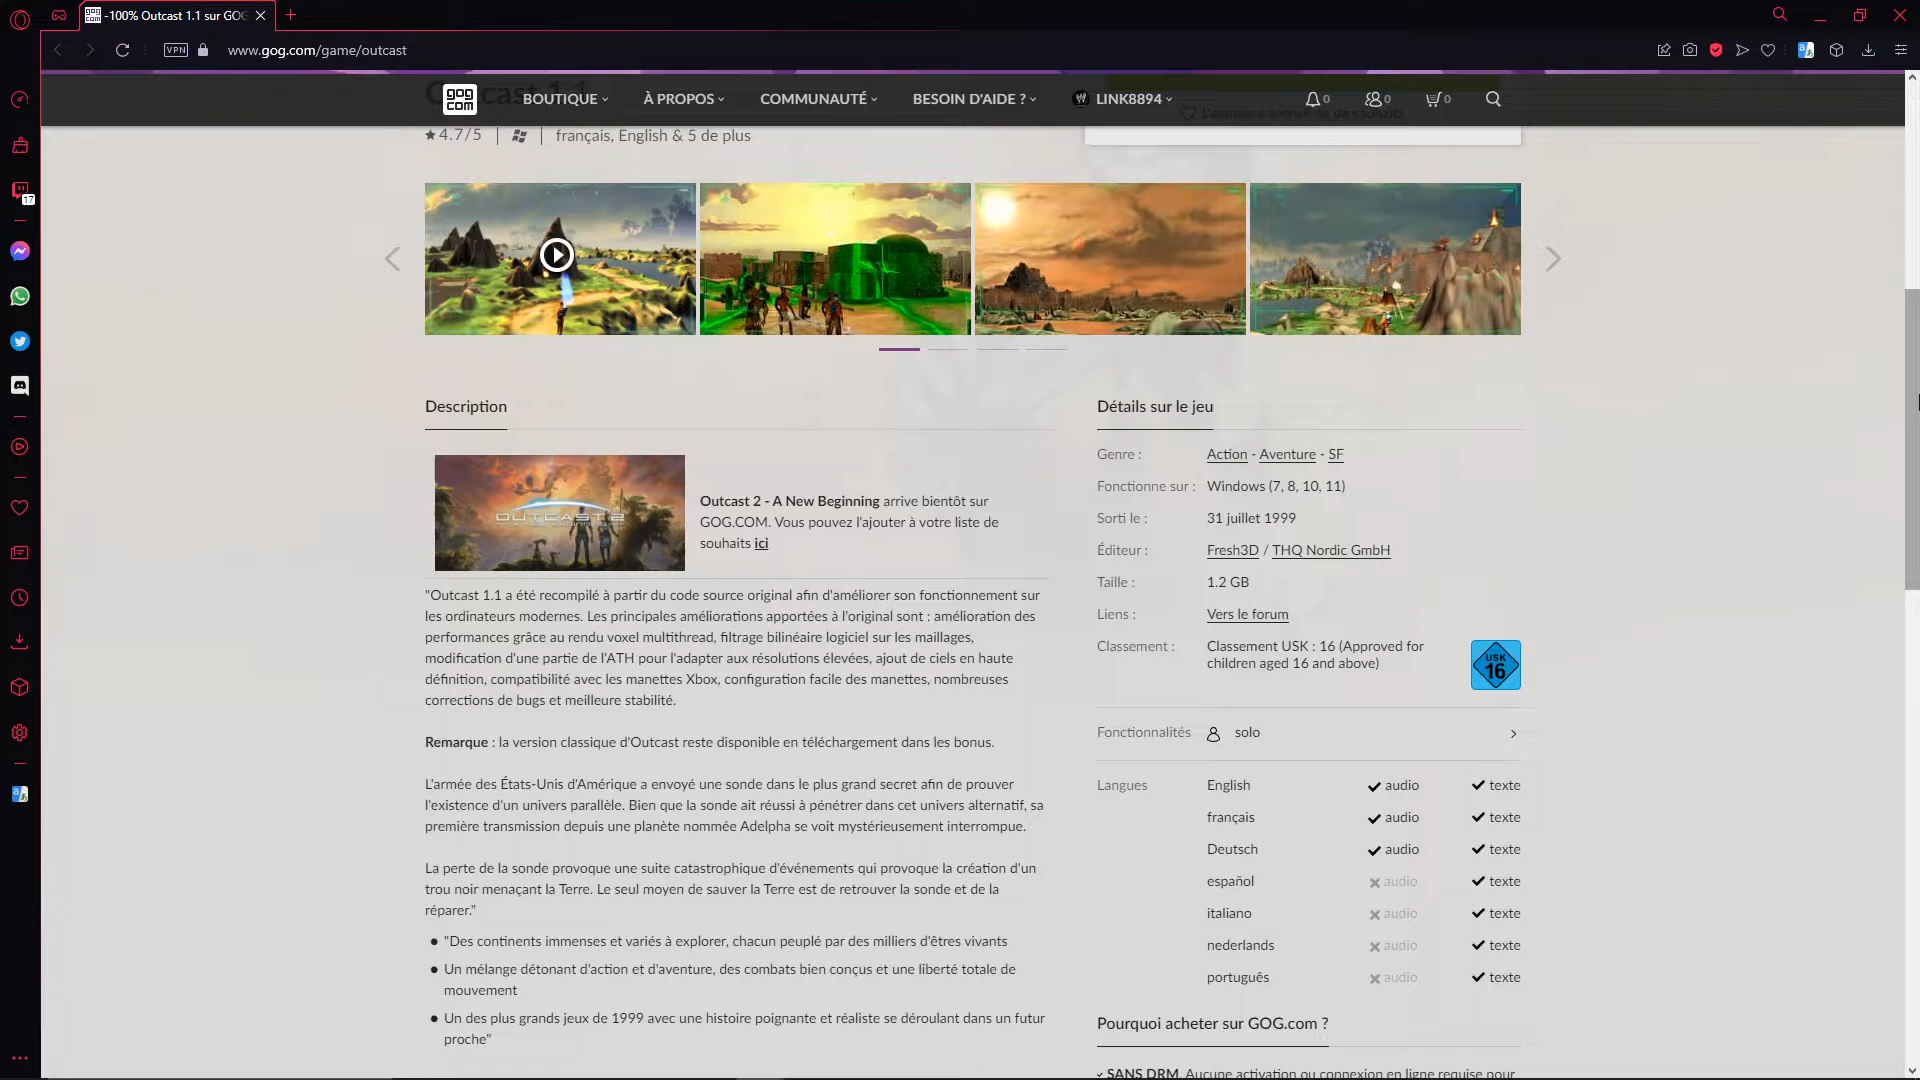 -100% Outcast 1.1 sur GOG
VPN
www.gog.com/game/outcast
17
gog
com
BOUTIQUE
À PROPOS
COMMUNAUTÉ
BESOIN D'AIDE ?
LINK8894
0
0
0
4.7/5
français, English & 5 de plus
Description
OUTCAST 2
Outcast 2 - A New Beginning arrive bientôt sur
GOG.COM. Vous pouvez l'ajouter à votre liste de
souhaits ici
"Outcast 1.1 a été recompilé à partir du code source original afin d'améliorer son fonctionnement sur
les ordinateurs modernes. Les principales améliorations apportées à l'original sont : amélioration des
performances grâce au rendu voxel multithread, filtrage bilinéaire logiciel sur les maillages,
modification d'une partie de l'ATH pour l'adapter aux résolutions élevées, ajout de ciels en haute
définition, compatibilité avec les manettes Xbox, configuration facile des manettes, nombreuses
corrections de bugs et meilleure stabilité.
Remarque : la version classique d'Outcast reste disponible en téléchargement dans les bonus.
L'armée des États-Unis d'Amérique a envoyé une sonde dans le plus grand secret afin de prouver
l'existence d'un univers parallèle. Bien que la sonde ait réussi à pénétrer dans cet univers alternatif, sa
première transmission depuis une planète nommée Adelpha se voit mystérieusement interrompue.
La perte de la sonde provoque une suite catastrophique d'événements qui provoque la création d'un
trou noir menaçant la Terre. Le seul moyen de sauver la Terre est de retrouver la sonde et de la
réparer."
"Des continents immenses et variés à explorer, chacun peuplé par des milliers d'êtres vivants
Un mélange détonant d'action et d'aventure, des combats bien conçus et une liberté totale de
mouvement
Un des plus grands jeux de 1999 avec une histoire poignante et réaliste se déroulant dans un futur
proche"
Détails sur le jeu
Genre : Action - Aventure - SF
Fonctionne sur : Windows (7, 8, 10, 11)
Sorti le : 31 juillet 1999
Éditeur : Fresh3D / THQ Nordic GmbH
Taille : 1.2 GB
Liens : Vers le forum
Classement : Classement USK : 16 (Approved for
children aged 16 and above)
USK
16
Fonctionnalités solo
Langues English audio texte
français audio texte
Deutsch audio texte
español audio texte
italiano audio texte
nederlands audio texte
português audio texte
Pourquoi acheter sur GOG.com ?
SANS DRM. Aucune activation ou connexion en ligne requise pour